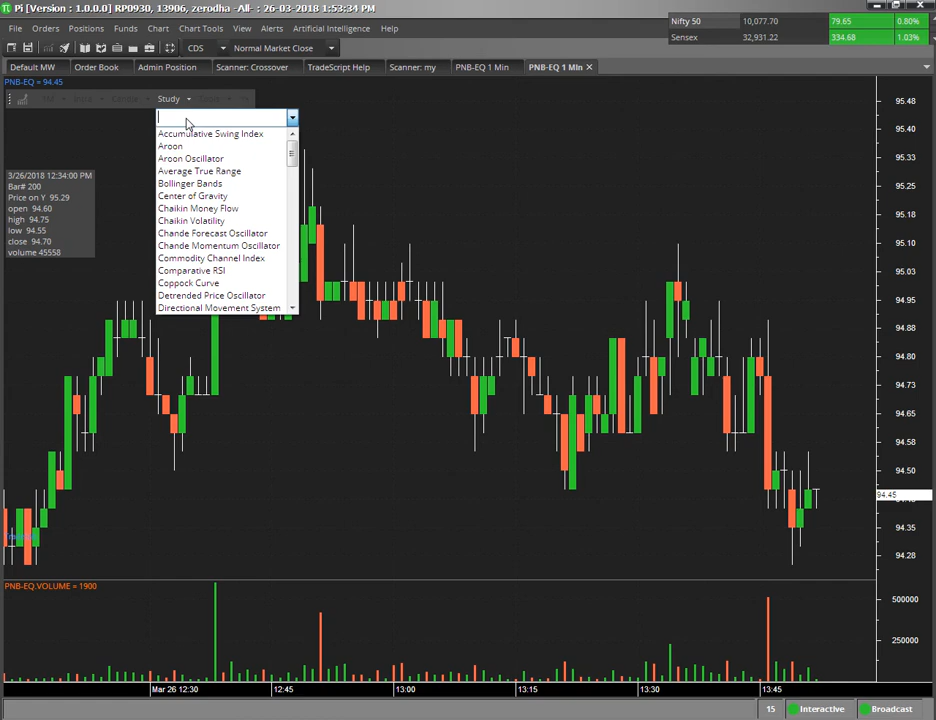 Pi [Version : 1.0.0.0] RP0930, 13906, zerodha -All- 26-03-2018 1:53:34 PM
File Orders Positions Funds Chart Chart Tools View Alerts Artificial Intelligence Help
Nifty 50 10,077.70 79.65 0.80%
Sensex 32,931.22 334.68 1.03%
CDS Normal Market Close
Default MW Order Book Admin Position Scanner: Crossover TradeScript Help Scanner: my PNB-EQ 1 Min PNB-EQ 1 MIn
PNB-EQ = 94.45
Study
Accumulative Swing Index
Aroon
Aroon Oscillator
Average True Range
Bollinger Bands
Center of Gravity
Chaikin Money Flow
Chaikin Volatility
Chande Forecast Oscillator
Chande Momentum Oscillator
Commodity Channel Index
Comparative RSI
Coppock Curve
Detrended Price Oscillator
Directional Movement System
3/26/2018 12:34:00 PM
Bar# 200
Price on Y 95.29
open 94.60
high 94.75
low 94.55
close 94.70
volume 45558
95.48
95.40
95.33
95.25
95.18
95.10
95.03
94.95
94.88
94.80
94.73
94.65
94.58
94.50
94.45
94.35
94.28
PNB-EQ.VOLUME = 1900
500000
250000
Mar 26 12:30 12:45 13:00 13:15 13:30 13:45
15 Interactive Broadcast